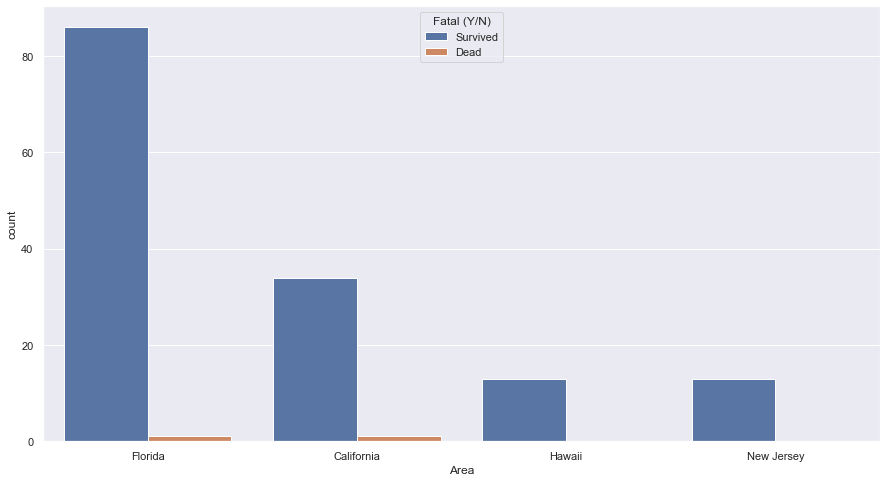 Fatal (Y/N)
Survived
Dead
80
60
40
20
0
count
Florida
California
Hawaii
New Jersey
Area